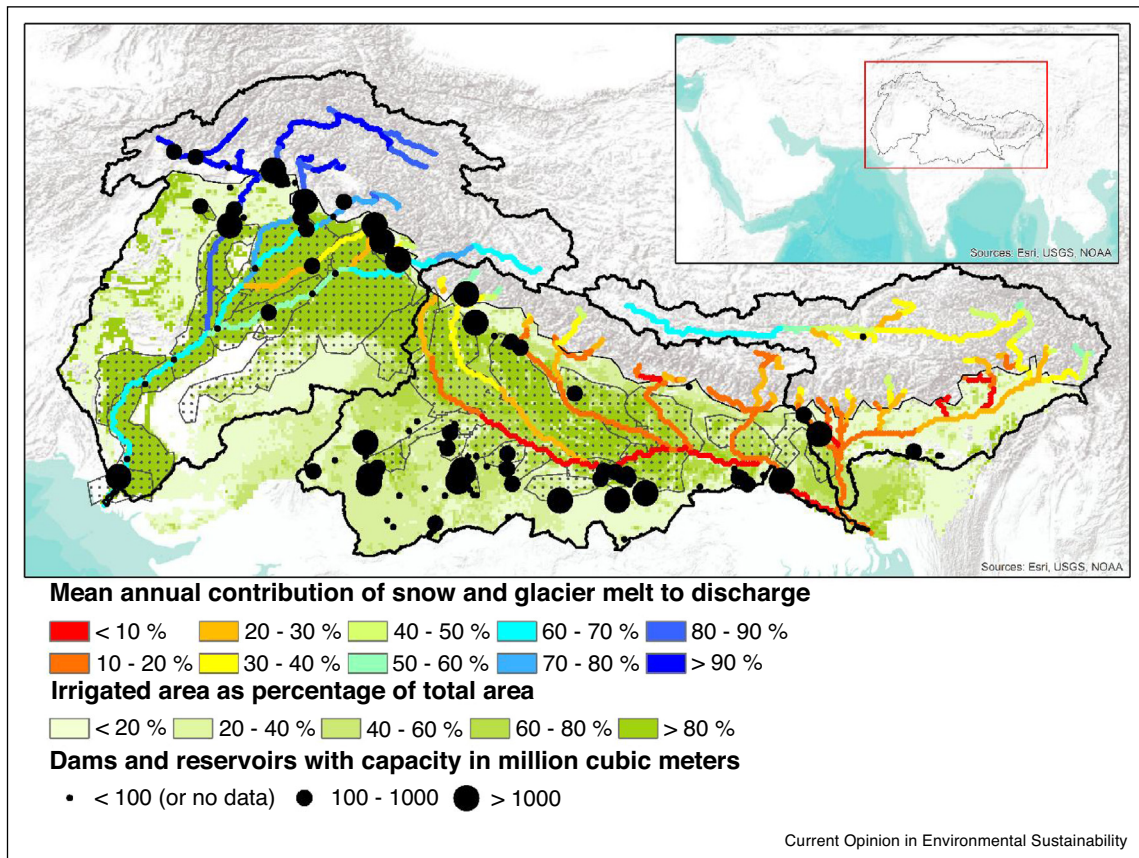 Sources: Esri, USGS, NOAA
Sources: Esri, USGS, NOAA
Mean annual contribution of snow and glacier melt to discharge
< 10 % 20 - 30 % 40 - 50 % 60 - 70 % 80 - 90 %
10 - 20 % 30 - 40 % 50 - 60 % 70 - 80 % > 90 %
Irrigated area as percentage of total area
< 20 % 20 - 40 % 40 - 60 % 60 - 80 % > 80 %
Dams and reservoirs with capacity in million cubic meters
< 100 (or no data) 100 - 1000 > 1000
Current Opinion in Environmental Sustainability